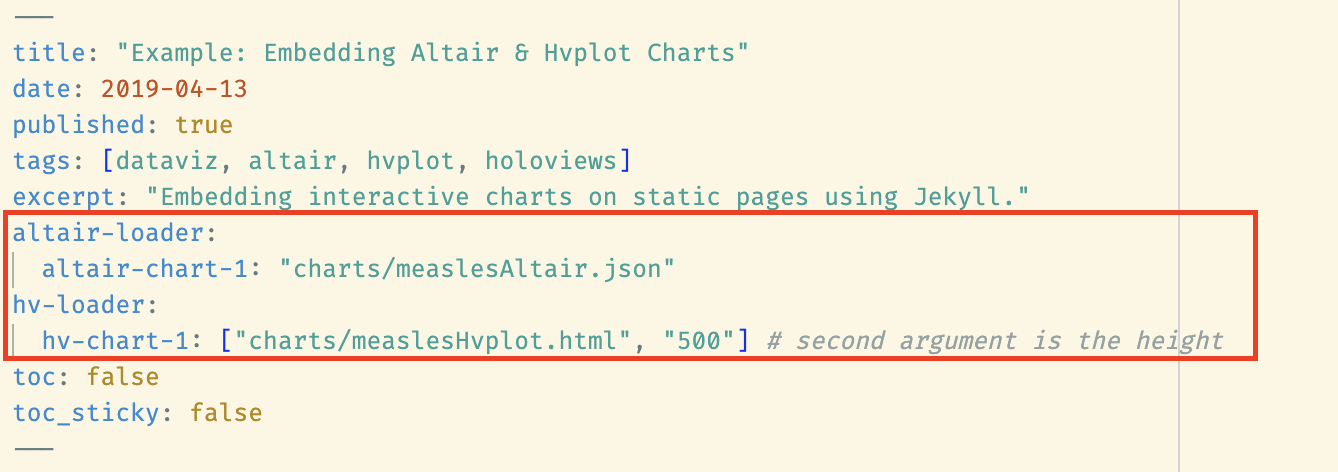 ---
title: "Example: Embedding Altair & Hvplot Charts"
date: 2019-04-13
published: true
tags: [dataviz, altair, hvplot, holoviews]
excerpt: "Embedding interactive charts on static pages using Jekyll."
altair-loader:
  altair-chart-1: "charts/measlesAltair.json"
hv-loader:
  hv-chart-1: ["charts/measlesHvplot.html", "500"] # second argument is the height
toc: false
toc_sticky: false
---